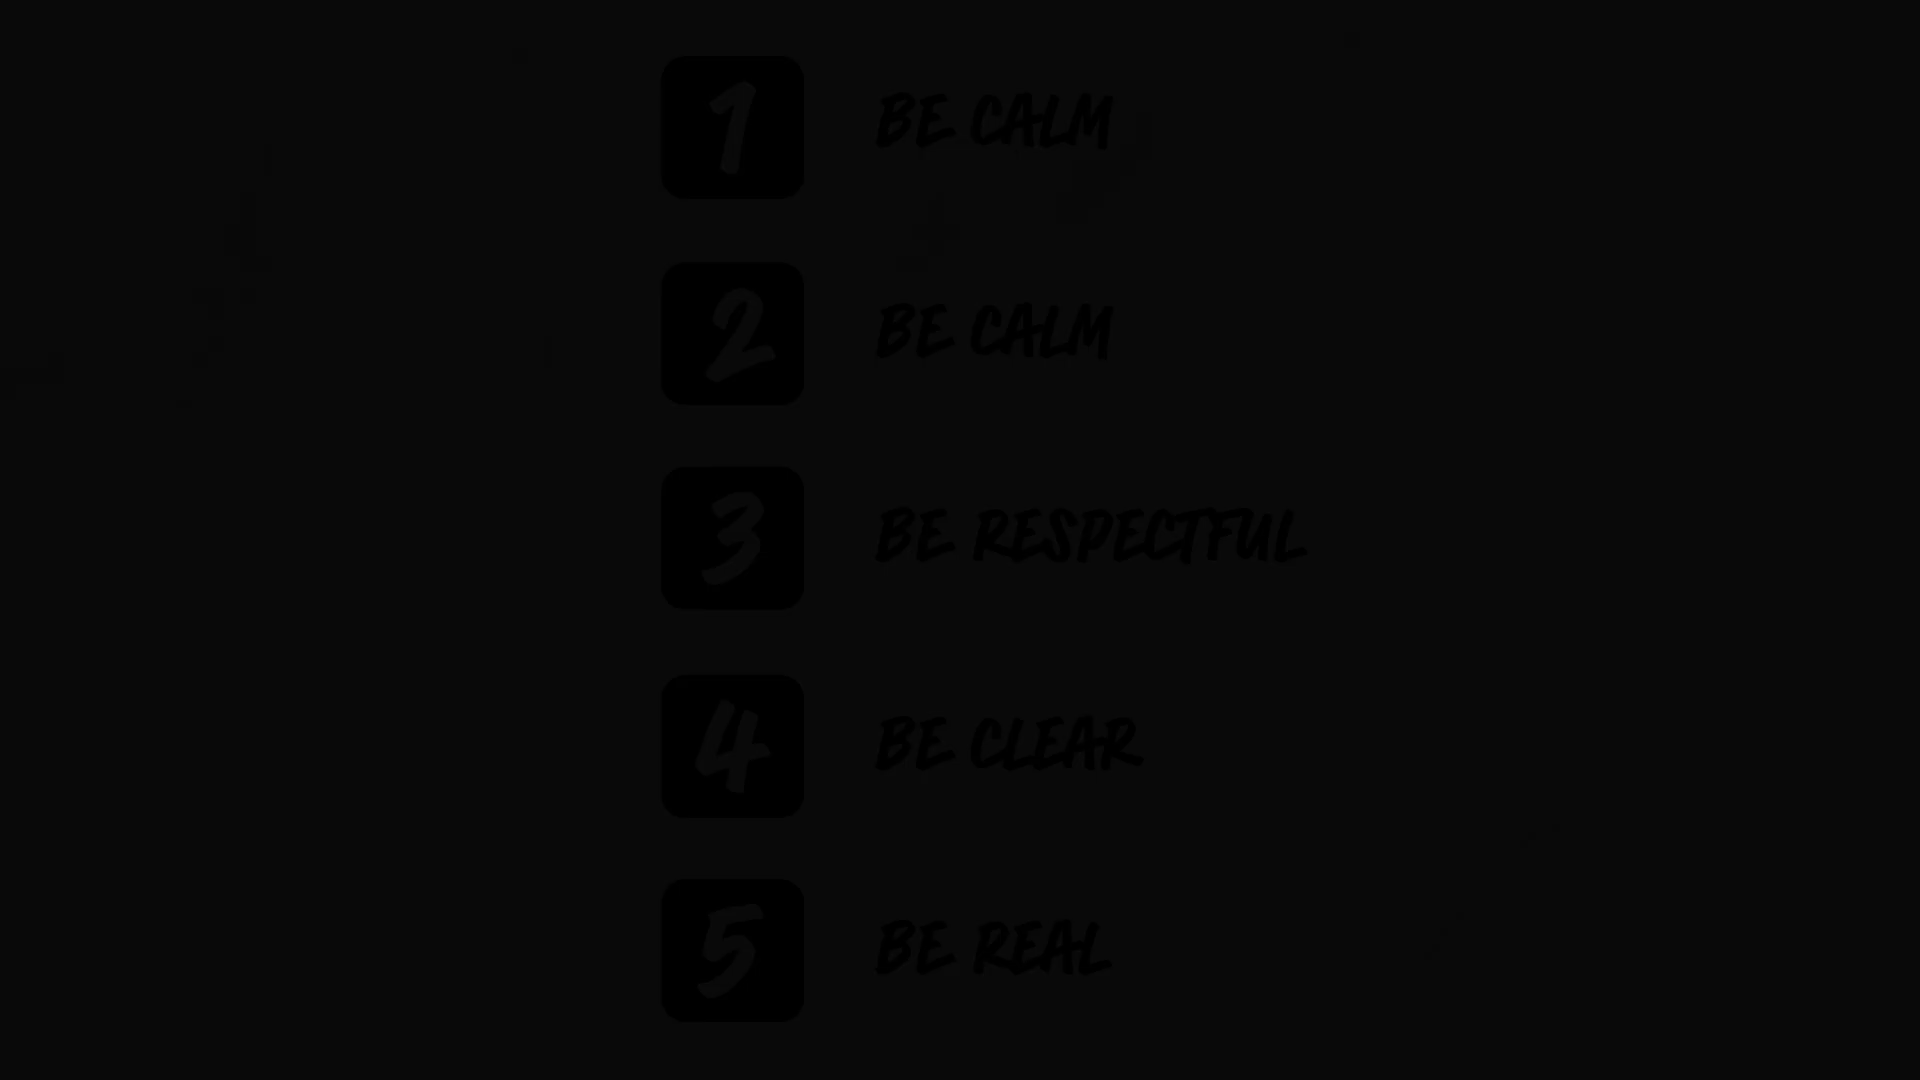 1 BE CALM
2 BE CALM
3 BE RESPECTFUL
4 BE CLEAR
5 BE REAL